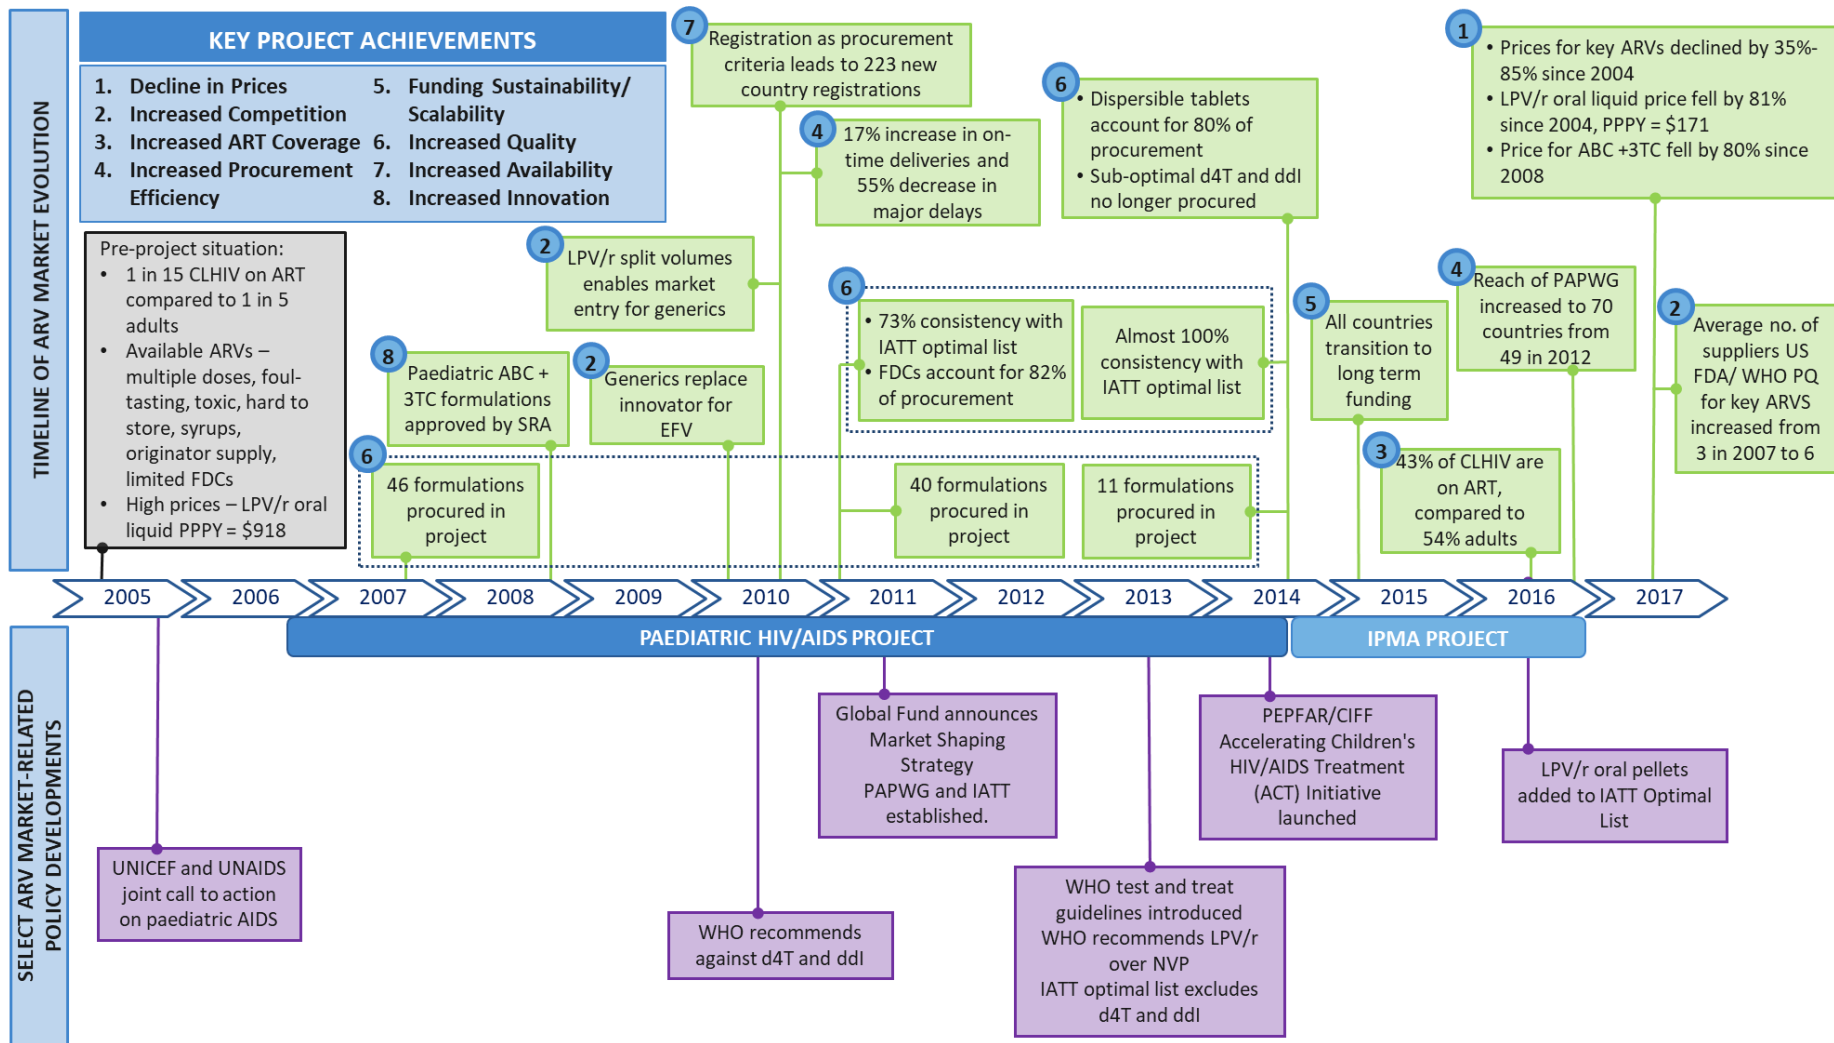 TIMELINE OF ARV MARKET EVOLUTION
KEY PROJECT ACHIEVEMENTS
1. Decline in Prices
2. Increased Competition
3. Increased ART Coverage
4. Increased Procurement
Efficiency
5. Funding Sustainability/
Scalability
6. Increased Quality
7. Increased Availability
8. Increased Innovation
Pre-project situation:
• 1 in 15 CLHIV on ART
compared to 1 in 5
adults
• Available ARVs –
multiple doses, foul-
tasting, toxic, hard to
store, syrups,
originator supply,
limited FDCs
• High prices – LPV/r oral
liquid PPPY = $918
6
46 formulations
procured in
project
8
Paediatric ABC +
3TC formulations
approved by SRA
2
Generics replace
innovator for
EFV
2
LPV/r split volumes
enables market
entry for generics
7
Registration as procurement
criteria leads to 223 new
country registrations
4
17% increase in on-
time deliveries and
55% decrease in
major delays
6
• 73% consistency with
IATT optimal list
• FDCs account for 82%
of procurement
Almost 100%
consistency with
IATT optimal list
40 formulations
procured in
project
11 formulations
procured in
project
6
• Dispersible tablets
account for 80% of
procurement
• Sub-optimal d4T and ddI
no longer procured
5
All countries
transition to
long term
funding
3
43% of CLHIV are
on ART,
compared to
54% adults
4
Reach of PAPWG
increased to 70
countries from
49 in 2012
1
• Prices for key ARVs declined by 35%-
85% since 2004
• LPV/r oral liquid price fell by 81%
since 2004, PPPY = $171
• Price for ABC +3TC fell by 80% since
2008
2
Average no. of
suppliers US
FDA/ WHO PQ
for key ARVS
increased from
3 in 2007 to 6
2005 2006 2007 2008 2009 2010 2011 2012 2013 2014 2015 2016 2017
PAEDIATRIC HIV/AIDS PROJECT
IPMA PROJECT
SELECT ARV MARKET-RELATED
POLICY DEVELOPMENTS
UNICEF and UNAIDS
joint call to action
on paediatric AIDS
WHO recommends
against d4T and ddI
Global Fund announces
Market Shaping
Strategy
PAPWG and IATT
established.
WHO test and treat
guidelines introduced
WHO recommends LPV/r
over NVP
IATT optimal list excludes
d4T and ddI
PEPFAR/CIFF
Accelerating Children's
HIV/AIDS Treatment
(ACT) Initiative
launched
LPV/r oral pellets
added to IATT Optimal
List